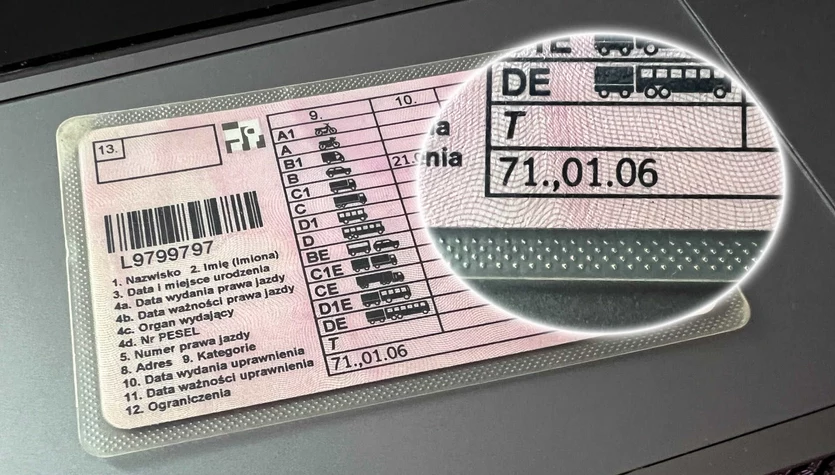 13.
L9799797
1. Nazwisko 2. Imię (Imiona)
3. Data i miejsce urodzenia
4a. Data wydania prawa jazdy
4b. Data ważności prawa jazdy
4c. Organ wydający
4d. Nr PESEL
5. Numer prawa jazdy
8. Adres 9. Kategorie
10. Data wydania uprawnienia
11. Data ważności uprawnienia
12. Ograniczenia
9. 10.
A1
A
B1
B 21.
C1
C
D1
D
BE
C1E
CE
D1E
DE
T
71.,01.06
DE
T
a
nia
71.,01.06